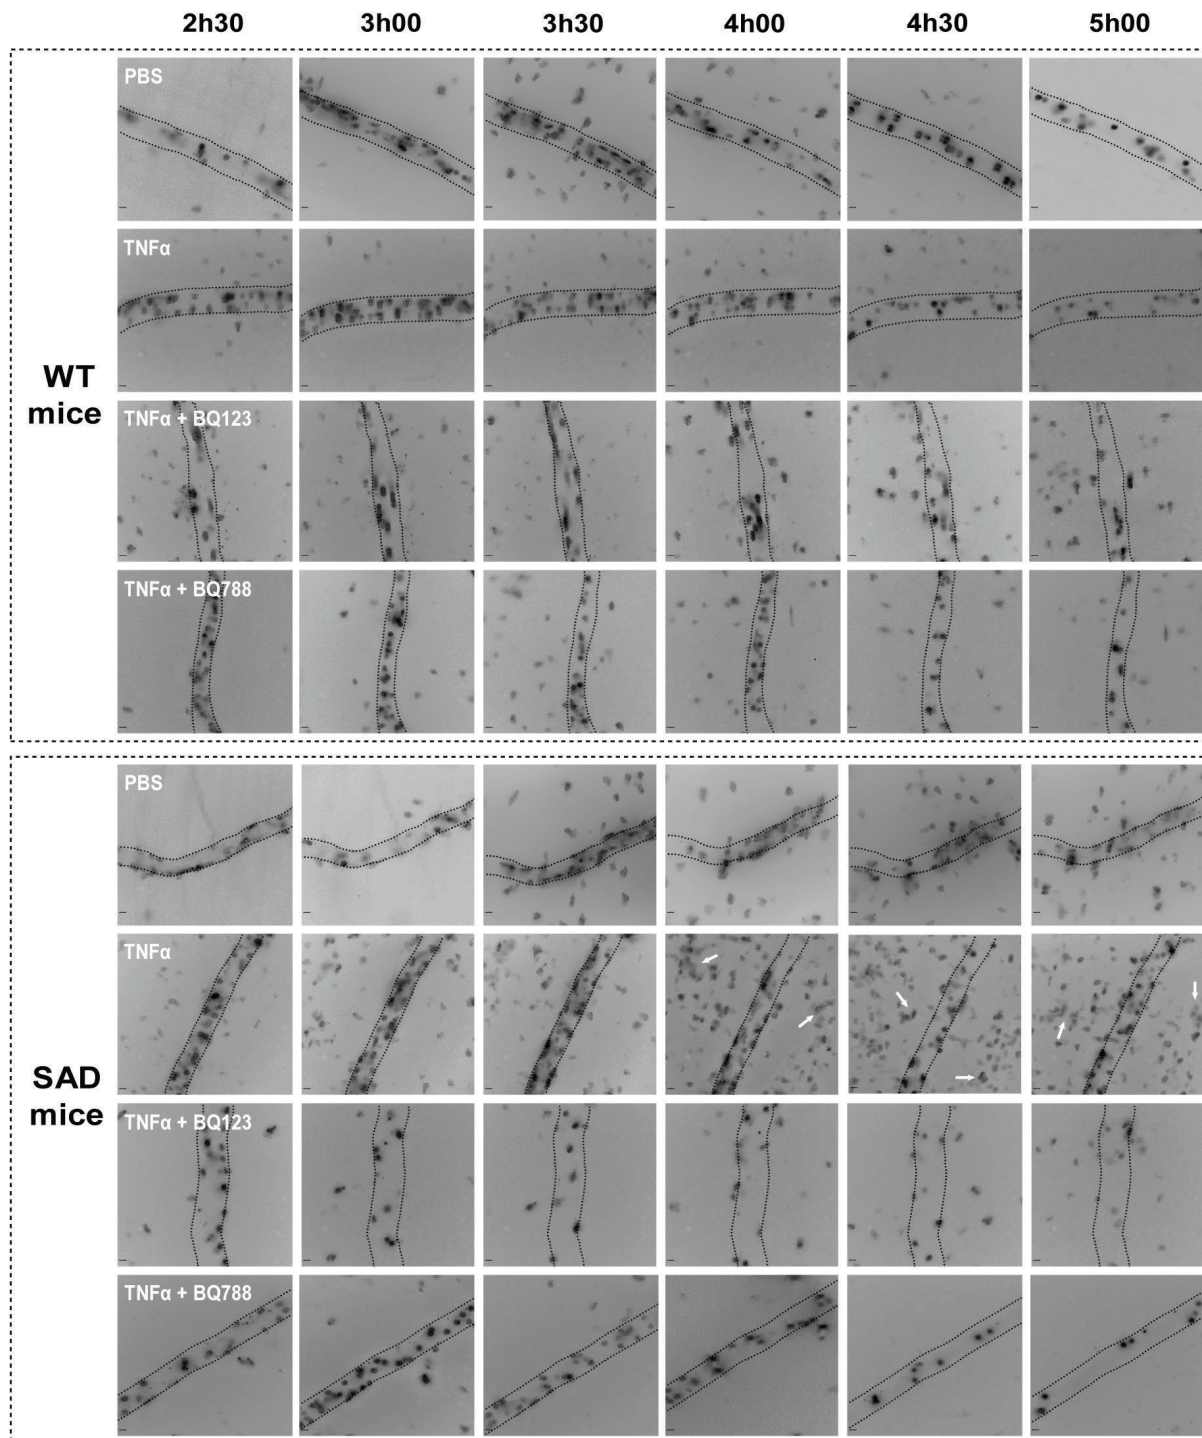 2h30 3h00 3h30 4h00 4h30 5h00
PBS
TNFα
WT
mice
TNFα + BQ123
TNFα + BQ788
PBS
TNFα
SAD
mice
TNFα + BQ123
TNFα + BQ788